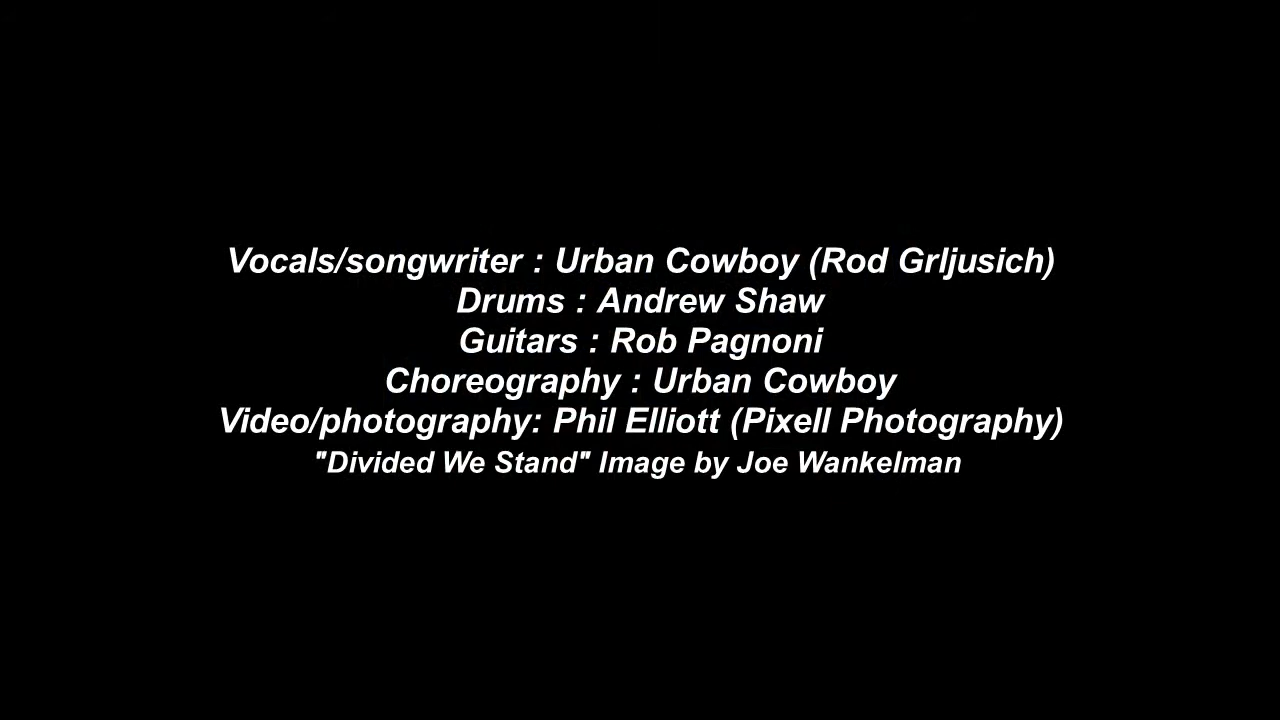 Vocals/songwriter : Urban Cowboy (Rod Grljusich)
Drums : Andrew Shaw
Guitars : Rob Pagnoni
Choreography : Urban Cowboy
Video/photography: Phil Elliott (Pixell Photography)
"Divided We Stand" Image by Joe Wankelman